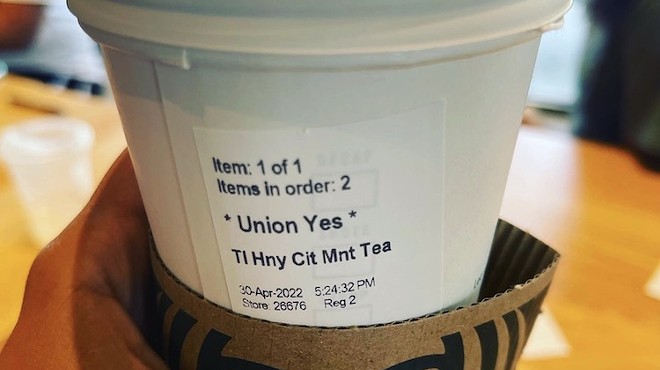 Item: 1 of 1
Items in order: 2
* Union Yes *
Tl Hny Cit Mnt Tea
30-Apr-2022 5:24:32 PM
Store: 26676 Reg 2